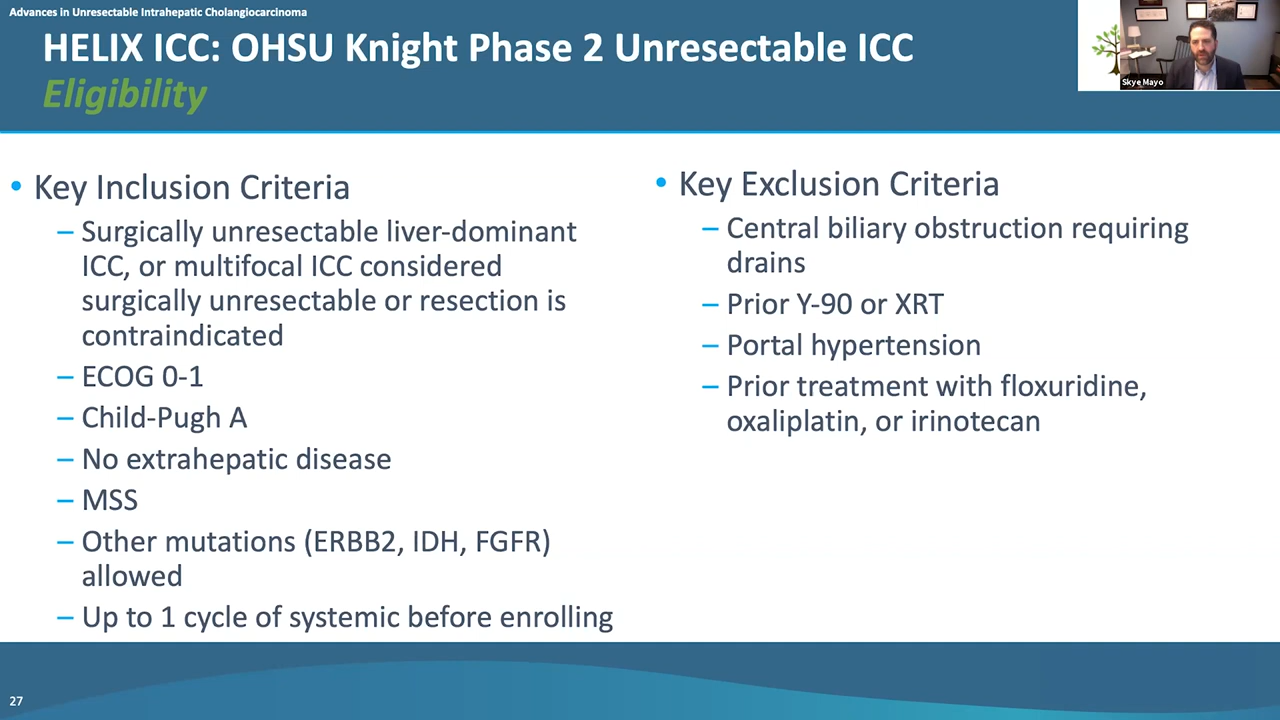 Advances in Unresectable Intrahepatic Cholangiocarcinoma
HELIX ICC: OHSU Knight Phase 2 Unresectable ICC
Eligibility
Skye Mayo
• Key Inclusion Criteria
– Surgically unresectable liver-dominant
ICC, or multifocal ICC considered
surgically unresectable or resection is
contraindicated
– ECOG 0-1
– Child-Pugh A
– No extrahepatic disease
– MSS
– Other mutations (ERBB2, IDH, FGFR)
allowed
– Up to 1 cycle of systemic before enrolling
• Key Exclusion Criteria
– Central biliary obstruction requiring
drains
– Prior Y-90 or XRT
– Portal hypertension
– Prior treatment with floxuridine,
oxaliplatin, or irinotecan
27